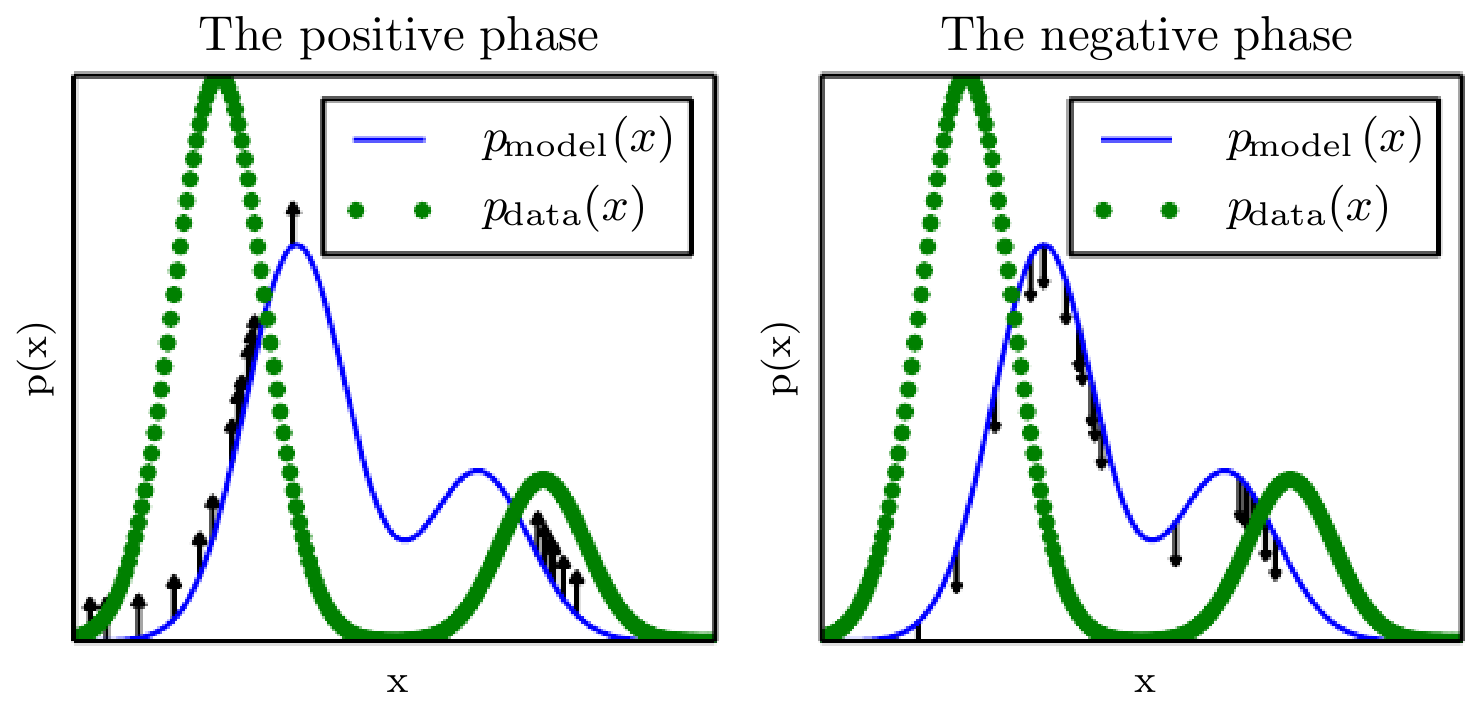 The positive phase
p_model(x)
p_data(x)
p(x)
x
The negative phase
p_model(x)
p_data(x)
p(x)
x